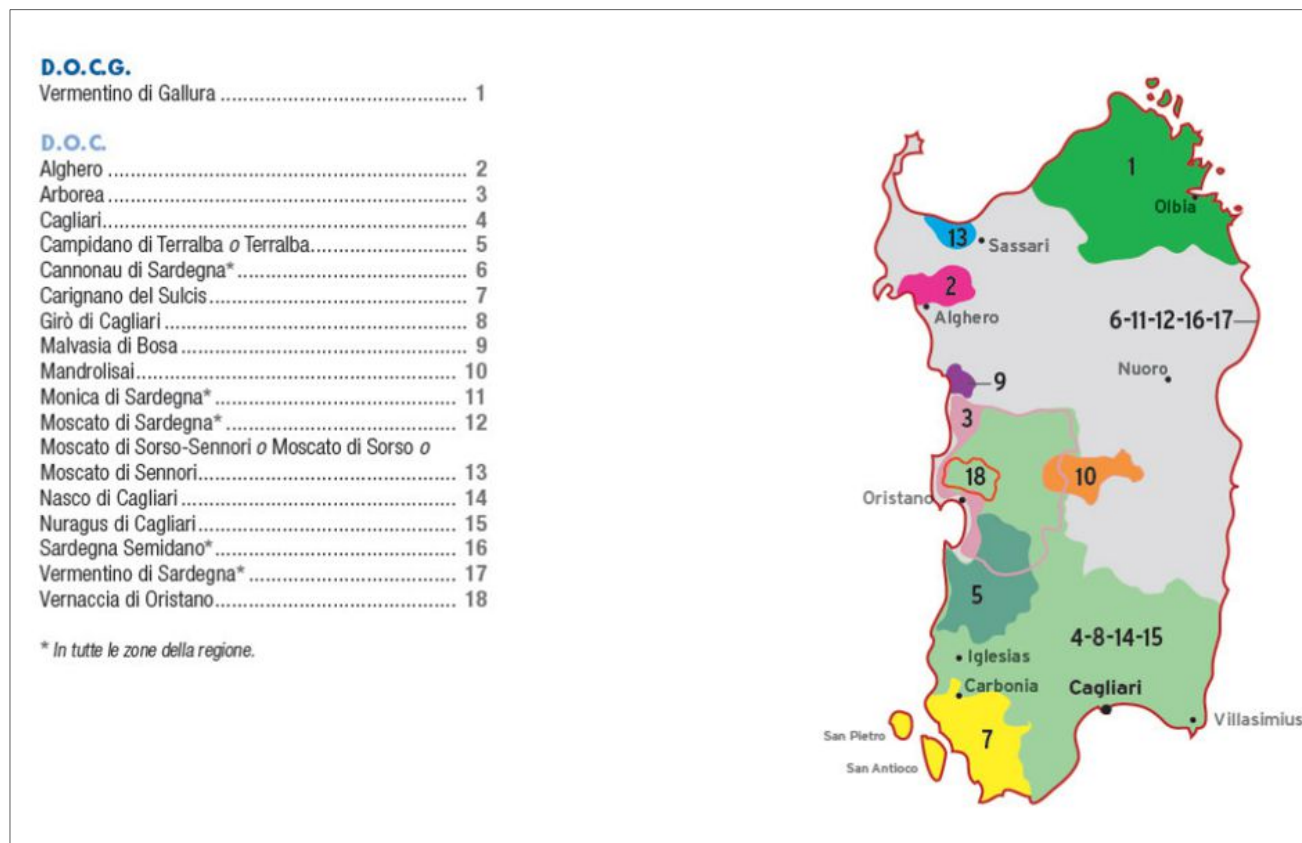 D.O.C.G.
Vermentino di Gallura ............................................... 1
D.O.C.
Alghero .................................................................... 2
Arborea .................................................................... 3
Cagliari..................................................................... 4
Campidano di Terralba o Terralba............................ 5
Cannonau di Sardegna* ........................................... 6
Carignano del Sulcis ................................................ 7
Girò di Cagliari ......................................................... 8
Malvasia di Bosa ...................................................... 9
Mandrolisai .............................................................. 10
Monica di Sardegna* ............................................... 11
Moscato di Sardegna* ............................................. 12
Moscato di Sorso-Sennori o Moscato di Sorso o
Moscato di Sennori................................................... 13
Nasco di Cagliari ...................................................... 14
Nuragus di Cagliari................................................... 15
Sardegna Semidano* ............................................... 16
Vermentino di Sardegna* ......................................... 17
Vernaccia di Oristano................................................ 18
* In tutte le zone della regione.
1
Olbia
13
Sassari
2
Alghero
6-11-12-16-17
Nuoro
9
3
18
10
Oristano
5
4-8-14-15
Iglesias
Carbonia
Cagliari
Villasimius
San Pietro
7
San Antioco